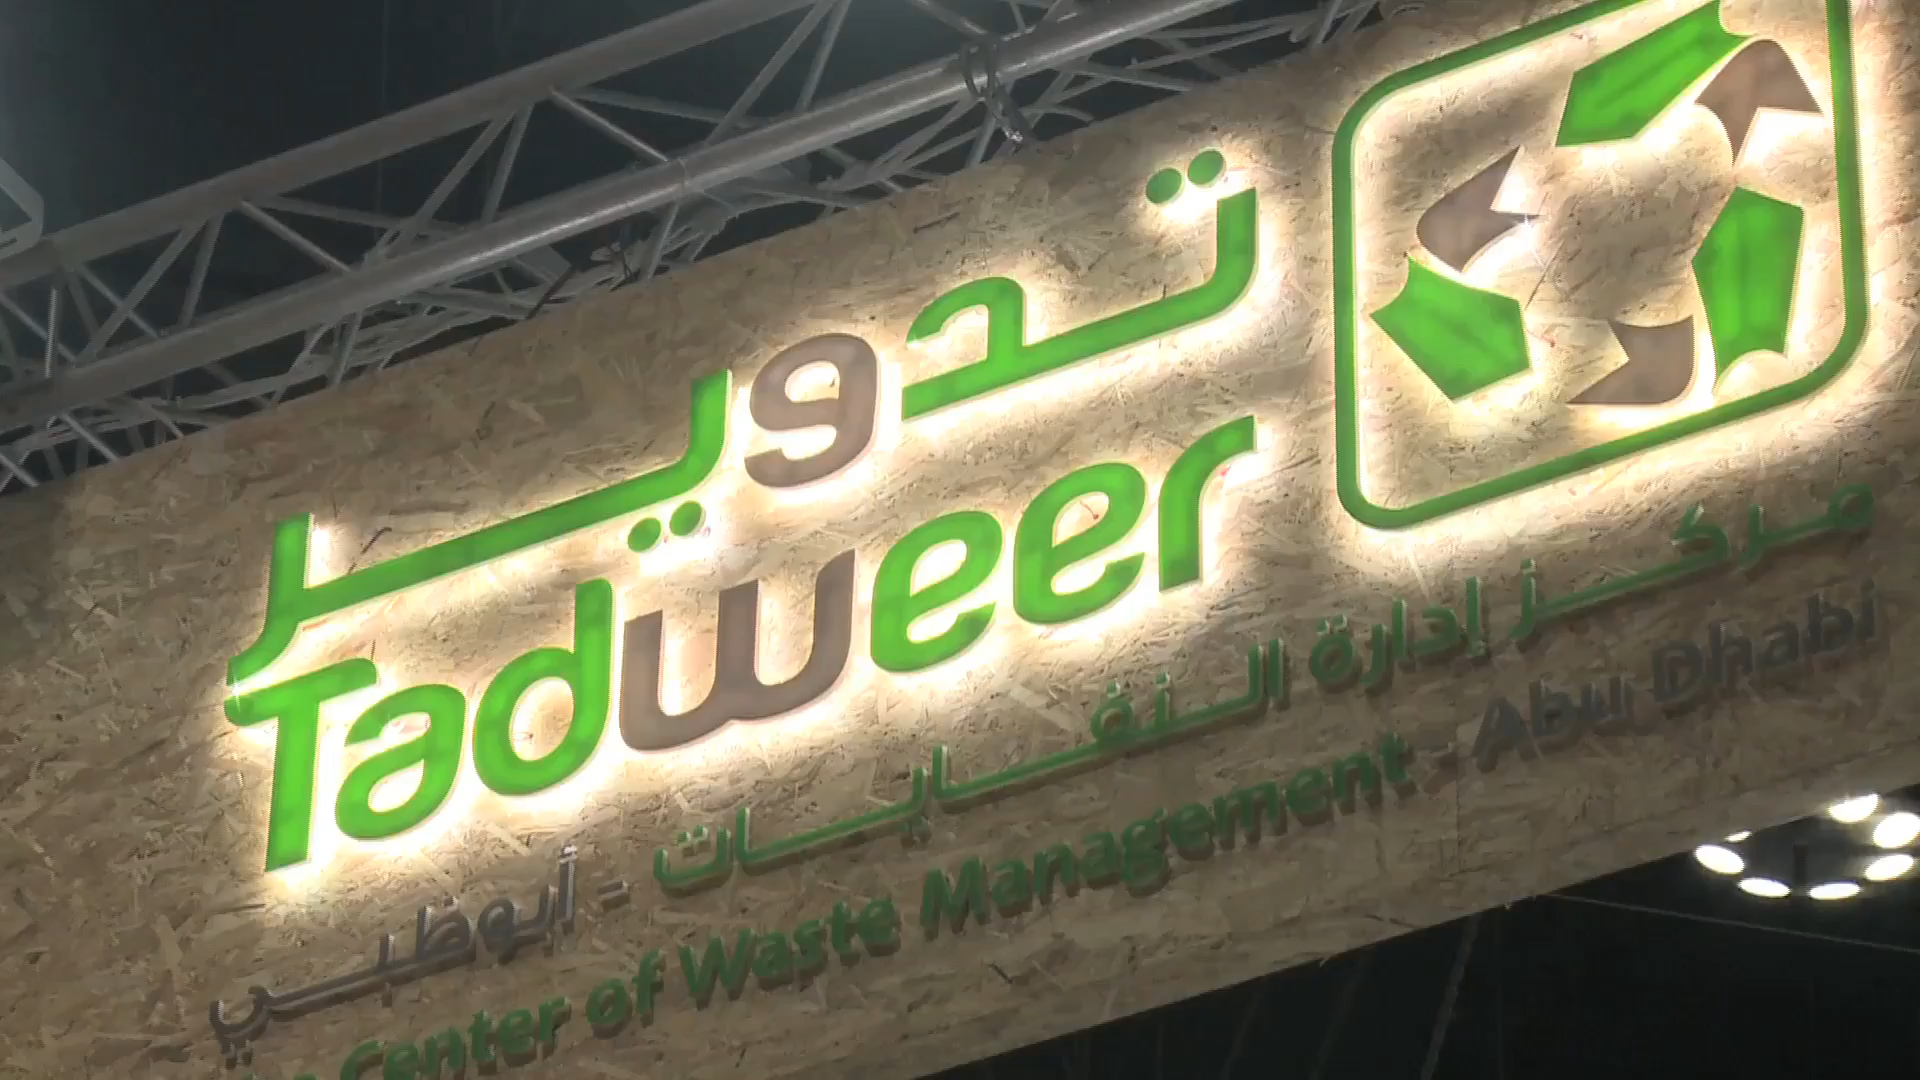 تدوير
Tadweer
مركز إدارة النفايات - أبوظبي
Center of Waste Management - Abu Dhabi